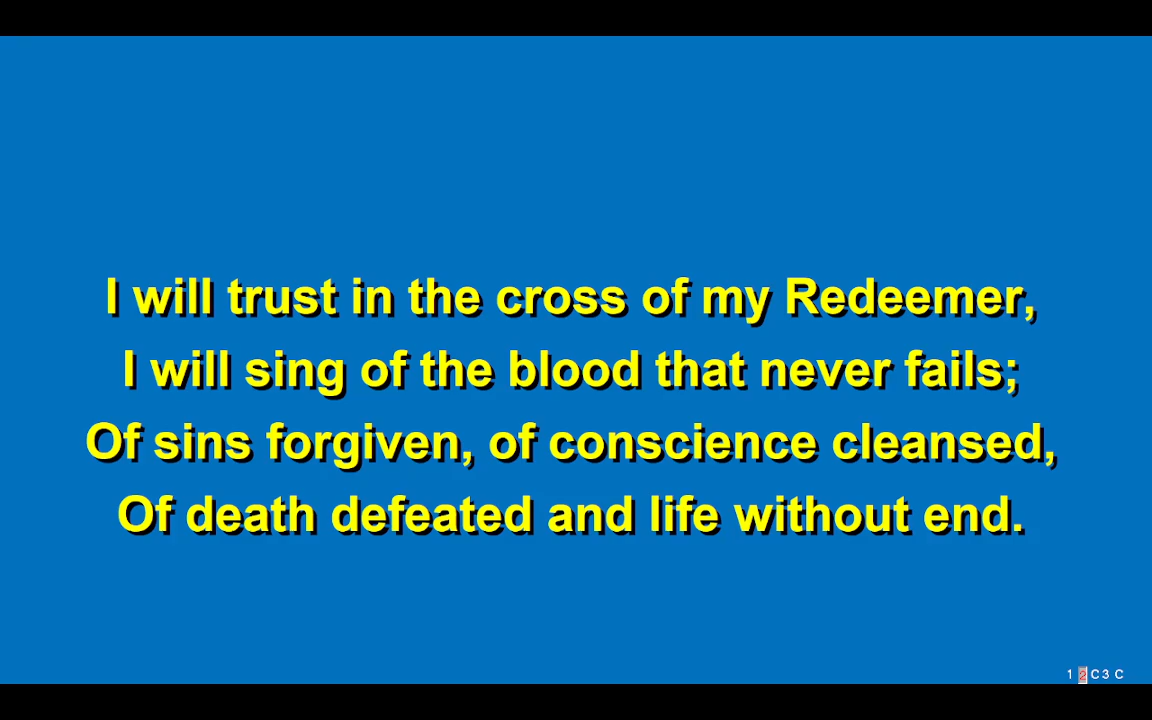 I will trust in the cross of my Redeemer,
I will sing of the blood that never fails;
Of sins forgiven, of conscience cleansed,
Of death defeated and life without end.
1 2 C 3 C